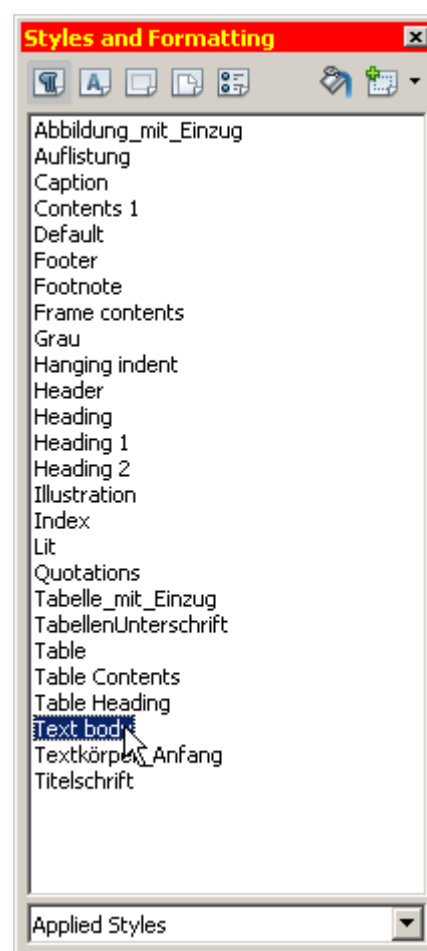 Styles and Formatting
Abbildung_mit_Einzug
Auflistung
Caption
Contents 1
Default
Footer
Footnote
Frame contents
Grau
Hanging indent
Header
Heading
Heading 1
Heading 2
Illustration
Index
Lit
Quotations
Tabelle_mit_Einzug
TabellenUnterschrift
Table
Table Contents
Table Heading
Text body
Textkörper_Anfang
Titelschrift
Applied Styles